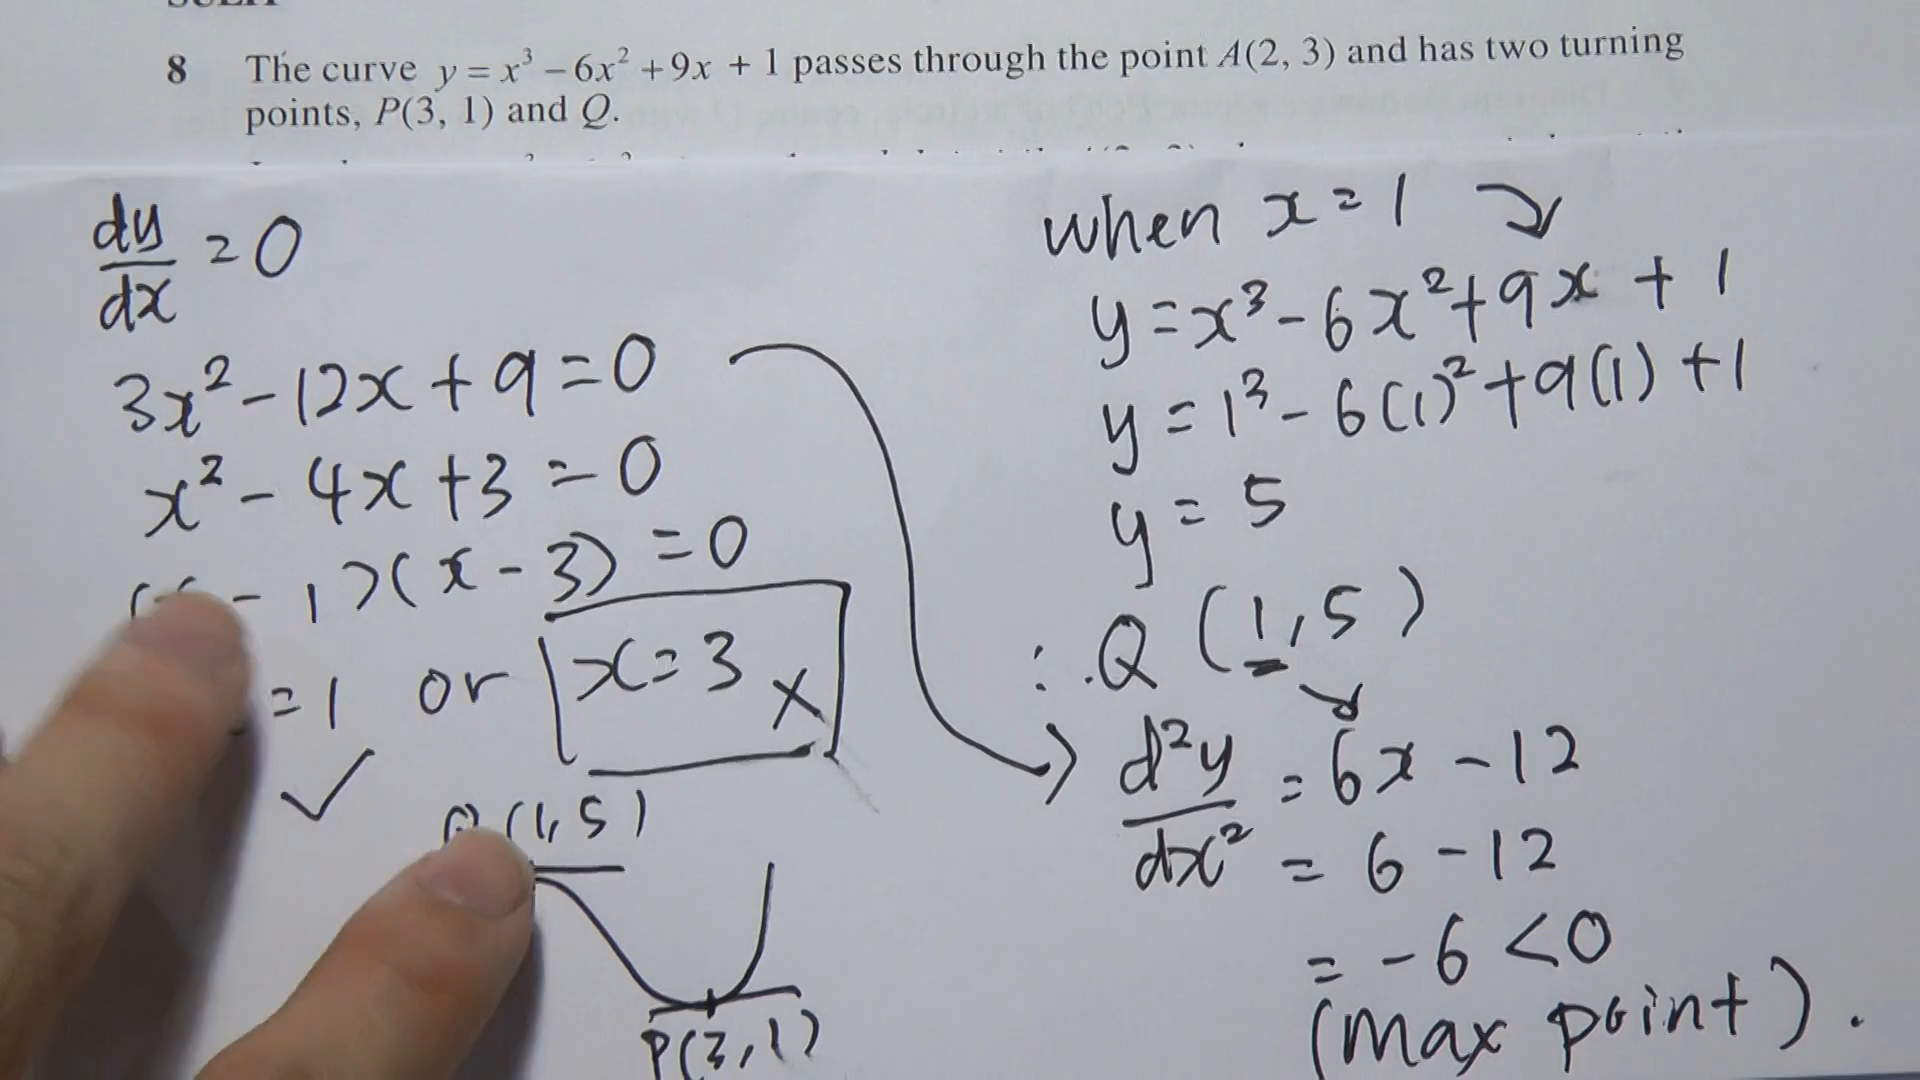 8 The curve y = x³ – 6x² + 9x + 1 passes through the point A(2, 3) and has two turning
points, P(3, 1) and Q.
dy/dx = 0
3x² - 12x + 9 = 0
x² - 4x + 3 = 0
- 1)(x - 3) = 0
= 1 or x = 3 ×
✓
(1, 5)
P(3, 1)
when x = 1
y = x³ - 6x² + 9x + 1
y = 1³ - 6(1)² + 9(1) + 1
y = 5
∴ Q (1, 5)
d²y/dx² = 6x - 12
= 6 - 12
= -6 < 0
(max point).